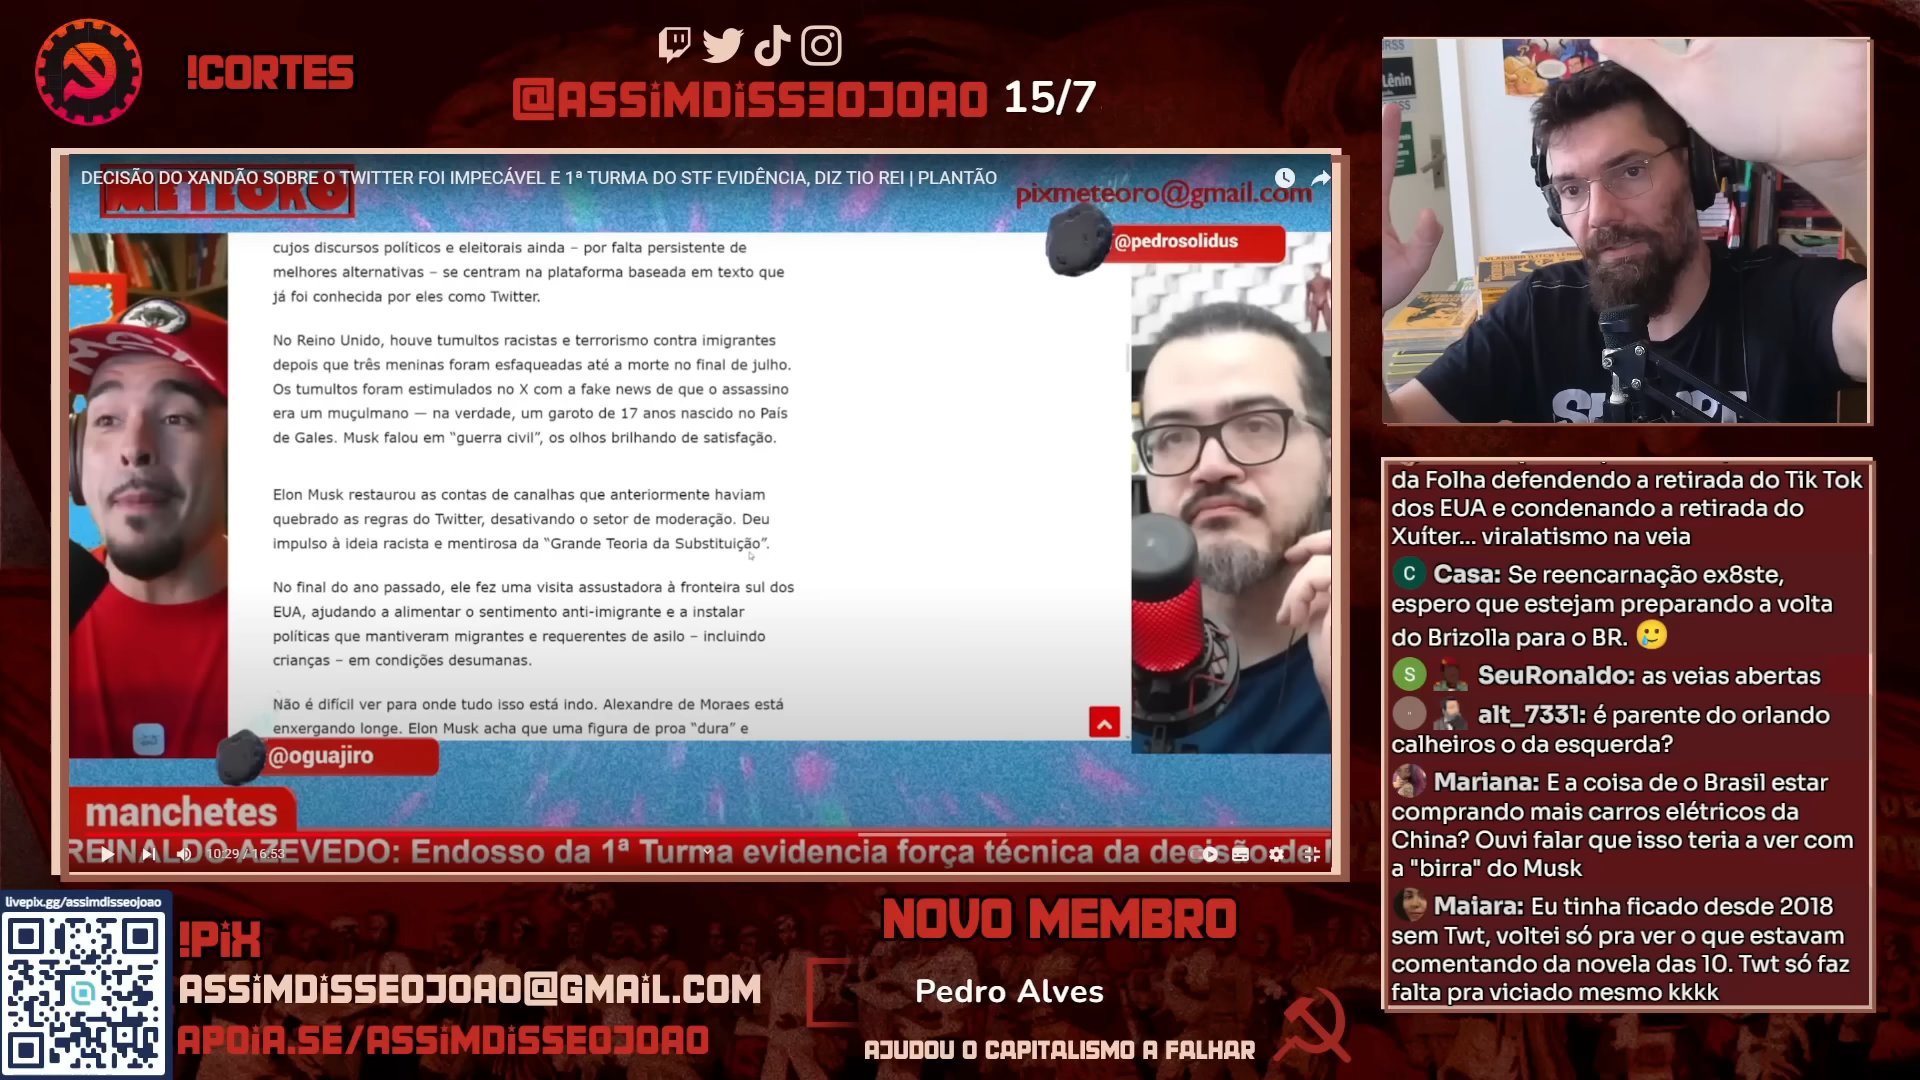 !CORTES
@ASSIMDISSEOJOAO 15/7
DECISÃO DO XANDÃO SOBRE O TWITTER FOI IMPECÁVEL E 1ª TURMA DO STF EVIDÊNCIA, DIZ TIO REI | PLANTÃO
METEORO
pixmeteoro@gmail.com
@pedrosolidus
cujos discursos políticos e eleitorais ainda – por falta persistente de
melhores alternativas – se centram na plataforma baseada em texto que
já foi conhecida por eles como Twitter.
No Reino Unido, houve tumultos racistas e terrorismo contra imigrantes
depois que três meninas foram esfaqueadas até a morte no final de julho.
Os tumultos foram estimulados no X com a fake news de que o assassino
era um muçulmano — na verdade, um garoto de 17 anos nascido no País
de Gales. Musk falou em “guerra civil”, os olhos brilhando de satisfação.
Elon Musk restaurou as contas de canalhas que anteriormente haviam
quebrado as regras do Twitter, desativando o setor de moderação. Deu
impulso à ideia racista e mentirosa da “Grande Teoria da Substituição”.
No final do ano passado, ele fez uma visita assustadora à fronteira sul dos
EUA, ajudando a alimentar o sentimento anti-imigrante e a instalar
políticas que mantiveram migrantes e requerentes de asilo – incluindo
crianças – em condições desumanas.
Não é difícil ver para onde tudo isso está indo. Alexandre de Moraes está
enxergando longe. Elon Musk acha que uma figura de proa “dura” e
MST
@oguajiro
manchetes
REINALDO AZEVEDO: Endosso da 1ª Turma evidencia força técnica da decisão de
10:29 / 16:53
Lênin
da Folha defendendo a retirada do Tik Tok
dos EUA e condenando a retirada do
Xuíter... viralatismo na veia
C Casa: Se reencarnação ex8ste,
espero que estejam preparando a volta
do Brizolla para o BR. 🥲
S SeuRonaldo: as veias abertas
alt_7331: é parente do orlando
calheiros o da esquerda?
Mariana: E a coisa de o Brasil estar
comprando mais carros elétricos da
China? Ouvi falar que isso teria a ver com
a "birra" do Musk
Maiara: Eu tinha ficado desde 2018
sem Twt, voltei só pra ver o que estavam
comentando da novela das 10. Twt só faz
falta pra viciado mesmo kkkk
livepix.gg/assimdisseojoao
!PIX
ASSIMDISSEOJOAO@GMAIL.COM
APOIA.SE/ASSIMDISSEOJOAO
NOVO MEMBRO
Pedro Alves
AJUDOU O CAPITALISMO A FALHAR